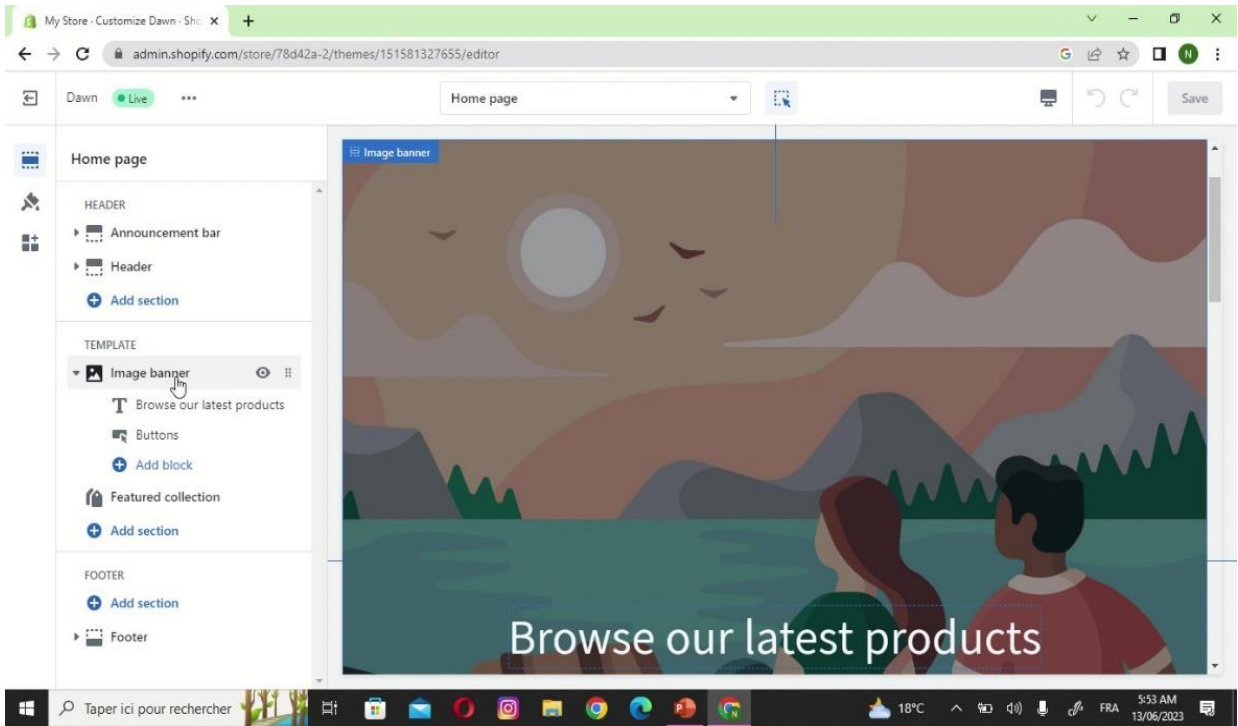 My Store · Customize Dawn · Sho
admin.shopify.com/store/78d42a-2/themes/151581327655/editor
N
Dawn
Live
Home page
Save
Home page
Image banner
HEADER
Announcement bar
Header
Add section
TEMPLATE
Image banner
Browse our latest products
Buttons
Add block
Featured collection
Add section
FOOTER
Add section
Footer
Browse our latest products
Taper ici pour rechercher
18°C
FRA
5:53 AM
13/06/2023